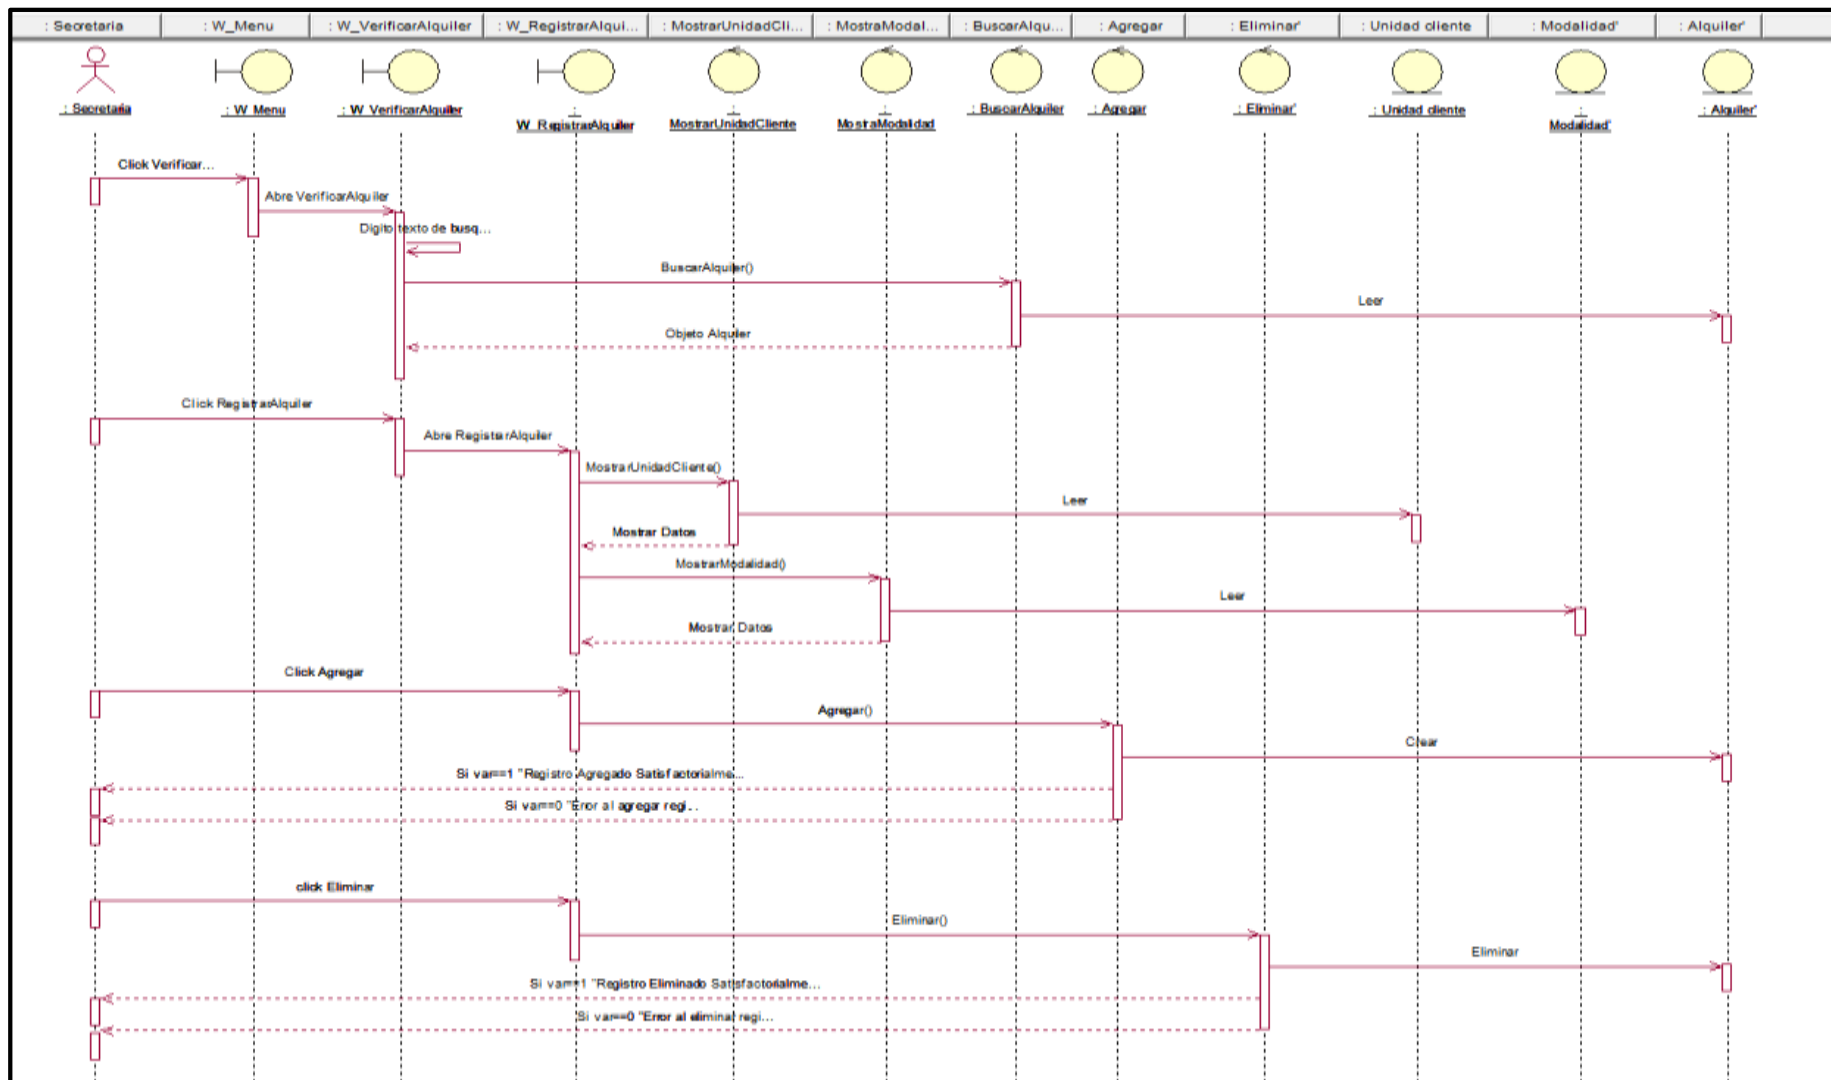 : Secretaria
: W_Menu
: W_VerificarAlquiler
: W_RegistrarAlqui...
: MostrarUnidadCli...
: MostraModal...
: BuscarAlqu...
: Agregar
: Eliminar'
: Unidad cliente
: Modalidad'
: Alquiler'
: Secretaria
: W_Menu
: W_VerificarAlquiler
:
W_RegistrarAlquiler
:
MostrarUnidadCliente
:
MostraModalidad
: BuscarAlquiler
: Agregar
: Eliminar'
: Unidad cliente
:
Modalidad'
: Alquiler'
Click Verificar...
Abre VerificarAlquiler
Digito texto de busq...
BuscarAlquiler()
Leer
Objeto Alquiler
Click RegistrarAlquiler
Abre RegistrarAlquiler
MostrarUnidadCliente()
Leer
Mostrar Datos
MostrarModalidad()
Leer
Mostrar Datos
Click Agregar
Agregar()
Crear
Si var==1 "Registro Agregado Satisfactorialme...
Si var==0 "Error al agregar regi...
click Eliminar
Eliminar()
Eliminar
Si var==1 "Registro Eliminado Satisfactorialme...
Si var==0 "Error al eliminar regi...